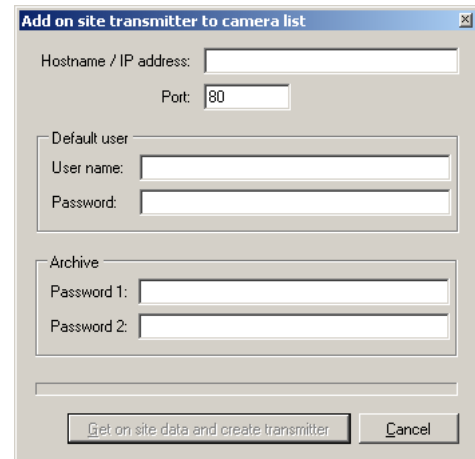 Add on site transmitter to camera list
Hostname / IP address:
Port: 80
Default user
User name:
Password:
Archive
Password 1:
Password 2:
Get on site data and create transmitter Cancel